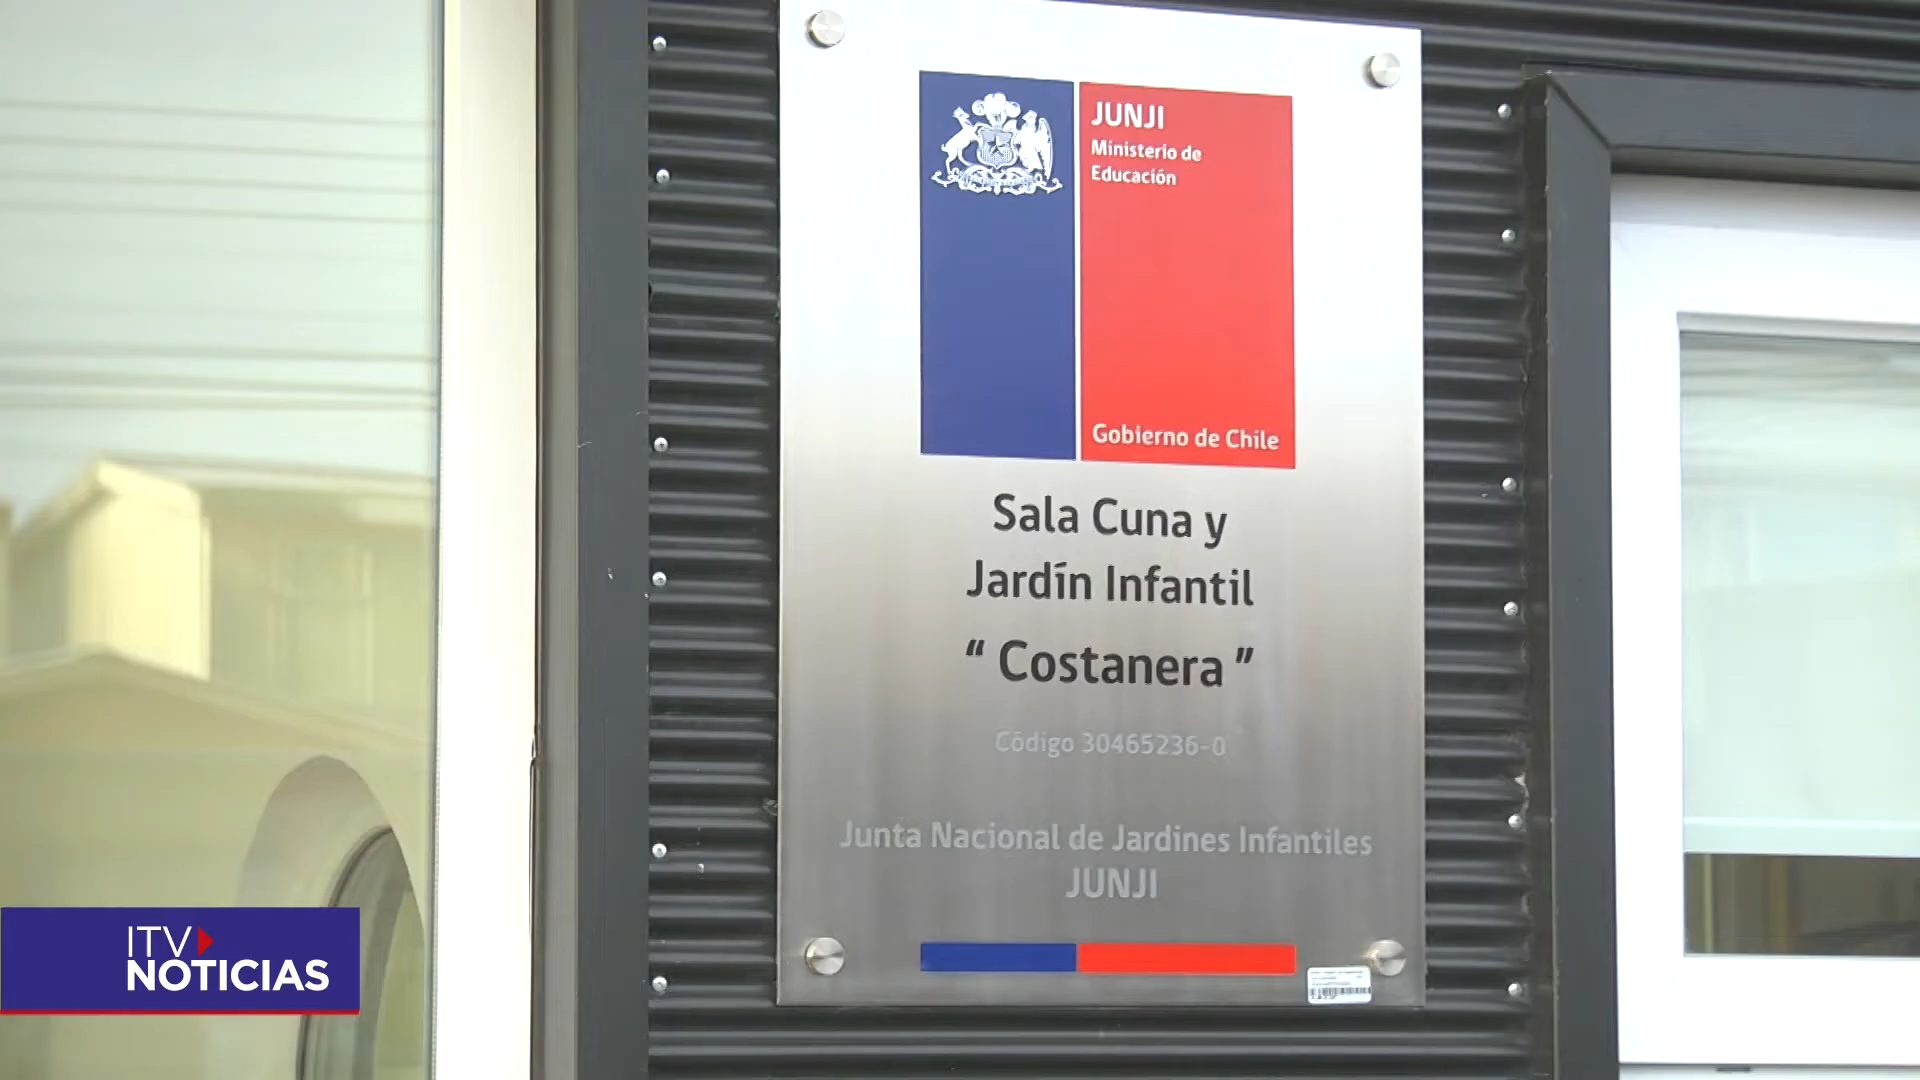 JUNJI
Ministerio de
Educación
Gobierno de Chile
Sala Cuna y
Jardín Infantil
“ Costanera ”
Código 30465236-0
Junta Nacional de Jardines Infantiles
JUNJI
ITV
NOTICIAS